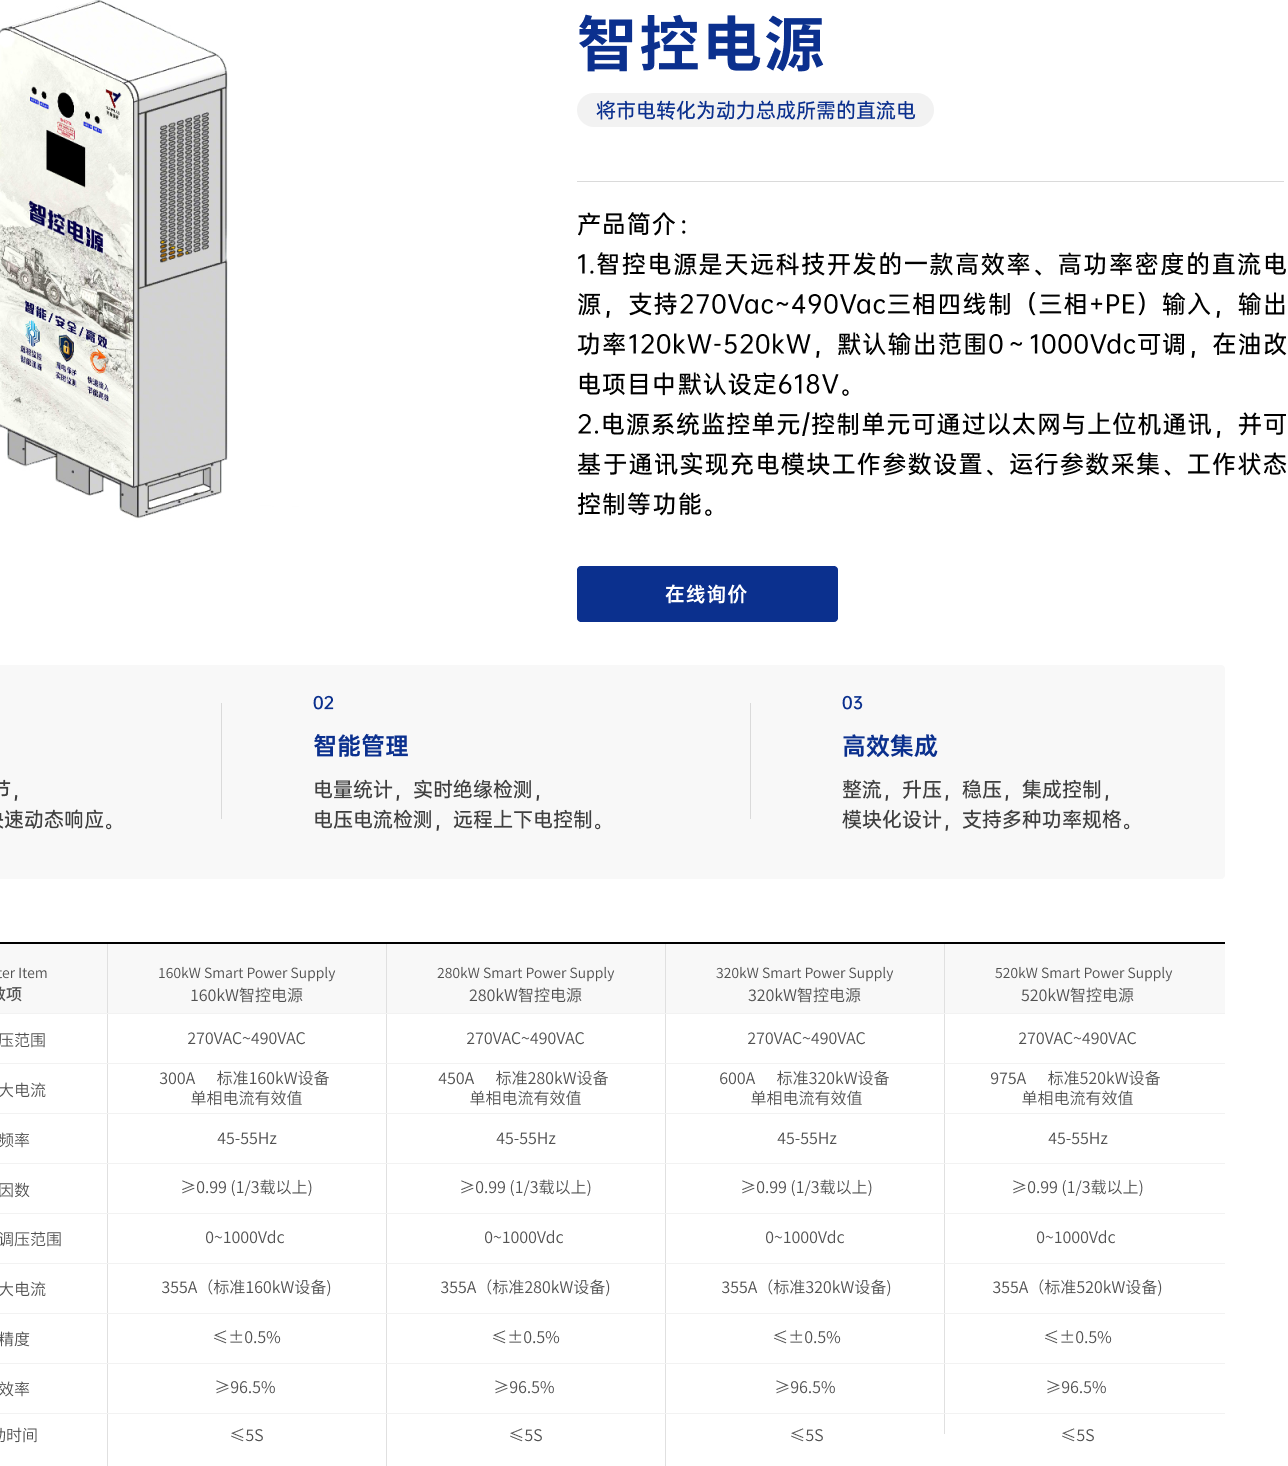 智控电源
将市电转化为动力总成所需的直流电
产品简介：
1.智控电源是天远科技开发的一款高效率、高功率密度的直流电
源，支持270Vac~490Vac三相四线制（三相+PE）输入，输出
功率120kW-520kW，默认输出范围0～1000Vdc可调，在油改
电项目中默认设定618V。
2.电源系统监控单元/控制单元可通过以太网与上位机通讯，并可
基于通讯实现充电模块工作参数设置、运行参数采集、工作状态
控制等功能。
在线询价
智控电源
智能/安全/高效
节，
速动态响应。
02
智能管理
电量统计，实时绝缘检测，
电压电流检测，远程上下电控制。
03
高效集成
整流，升压，稳压，集成控制，
模块化设计，支持多种功率规格。
ter Item
数项
160kW Smart Power Supply
160kW智控电源
280kW Smart Power Supply
280kW智控电源
320kW Smart Power Supply
320kW智控电源
520kW Smart Power Supply
520kW智控电源
压范围
270VAC~490VAC
270VAC~490VAC
270VAC~490VAC
270VAC~490VAC
大电流
300A 标准160kW设备
单相电流有效值
450A 标准280kW设备
单相电流有效值
600A 标准320kW设备
单相电流有效值
975A 标准520kW设备
单相电流有效值
频率
45-55Hz
45-55Hz
45-55Hz
45-55Hz
因数
≥0.99 (1/3载以上)
≥0.99 (1/3载以上)
≥0.99 (1/3载以上)
≥0.99 (1/3载以上)
调压范围
0~1000Vdc
0~1000Vdc
0~1000Vdc
0~1000Vdc
大电流
355A（标准160kW设备)
355A（标准280kW设备)
355A（标准320kW设备)
355A（标准520kW设备)
精度
≤±0.5%
≤±0.5%
≤±0.5%
≤±0.5%
效率
≥96.5%
≥96.5%
≥96.5%
≥96.5%
动时间
≤5S
≤5S
≤5S
≤5S